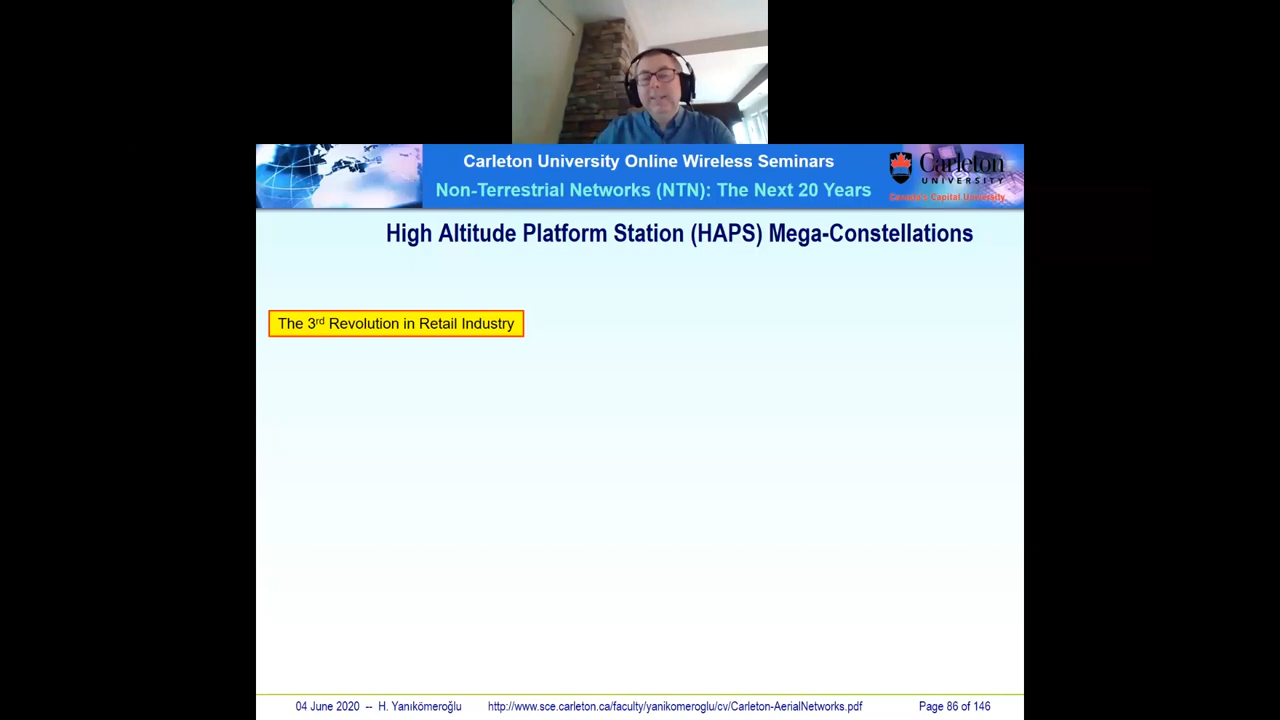 Carleton University Online Wireless Seminars
Non-Terrestrial Networks (NTN): The Next 20 Years
Carleton
UNIVERSITY
Canada's Capital University
High Altitude Platform Station (HAPS) Mega-Constellations
The 3rd Revolution in Retail Industry
04 June 2020 -- H. Yanıkömeroğlu http://www.sce.carleton.ca/faculty/yanikomeroglu/cv/Carleton-AerialNetworks.pdf Page 86 of 146